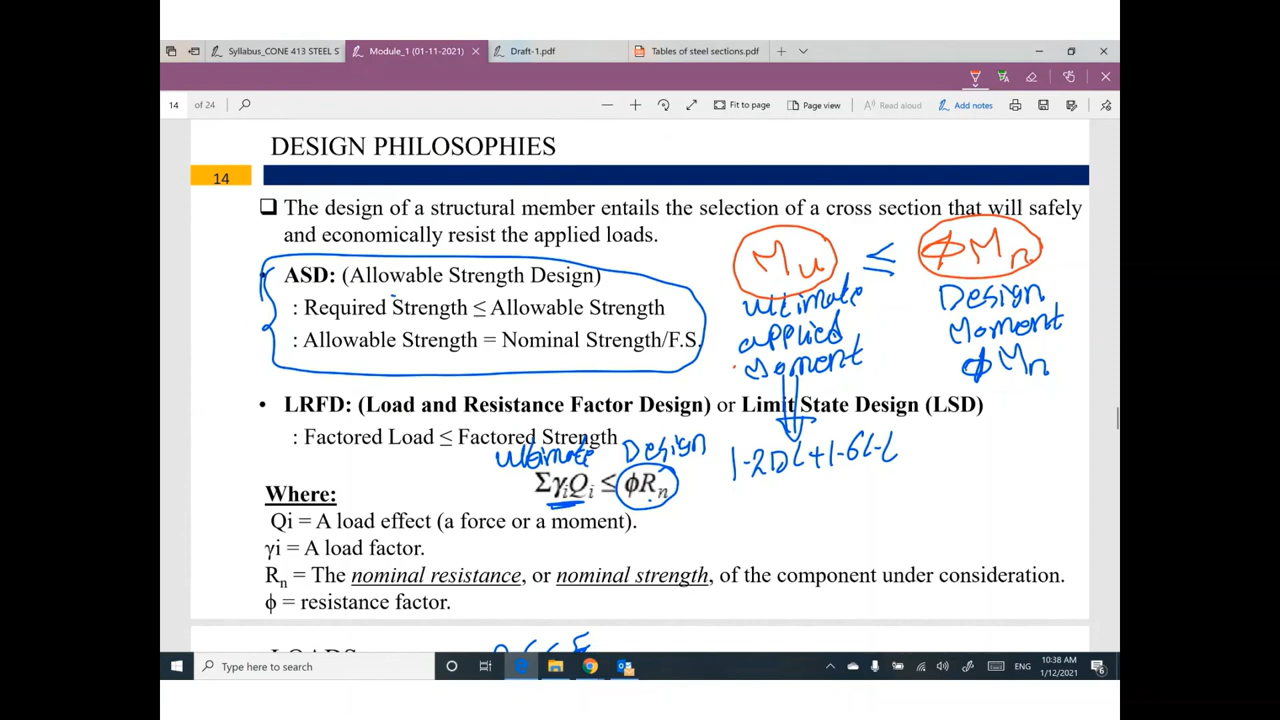 Syllabus_CONE 413 STEEL S
Module_1 (01-11-2021)
Draft-1.pdf
Tables of steel sections.pdf
14 of 24
Fit to page
Page view
Read aloud
Add notes
DESIGN PHILOSOPHIES
14
❑ The design of a structural member entails the selection of a cross section that will safely
and economically resist the applied loads.
Mu ≤ ϕMn
• ASD: (Allowable Strength Design)
: Required Strength ≤ Allowable Strength
: Allowable Strength = Nominal Strength/F.S.
Ultimate
applied
Moment
Design
Moment
ϕMn
• LRFD: (Load and Resistance Factor Design) or Limit State Design (LSD)
: Factored Load ≤ Factored Strength
Ultimate Design
1.2DL+1.6L.L
ΣγiQi ≤ ϕRn
Where:
Qi = A load effect (a force or a moment).
γi = A load factor.
Rn = The nominal resistance, or nominal strength, of the component under consideration.
ϕ = resistance factor.
Type here to search
ENG
10:38 AM
1/12/2021
6